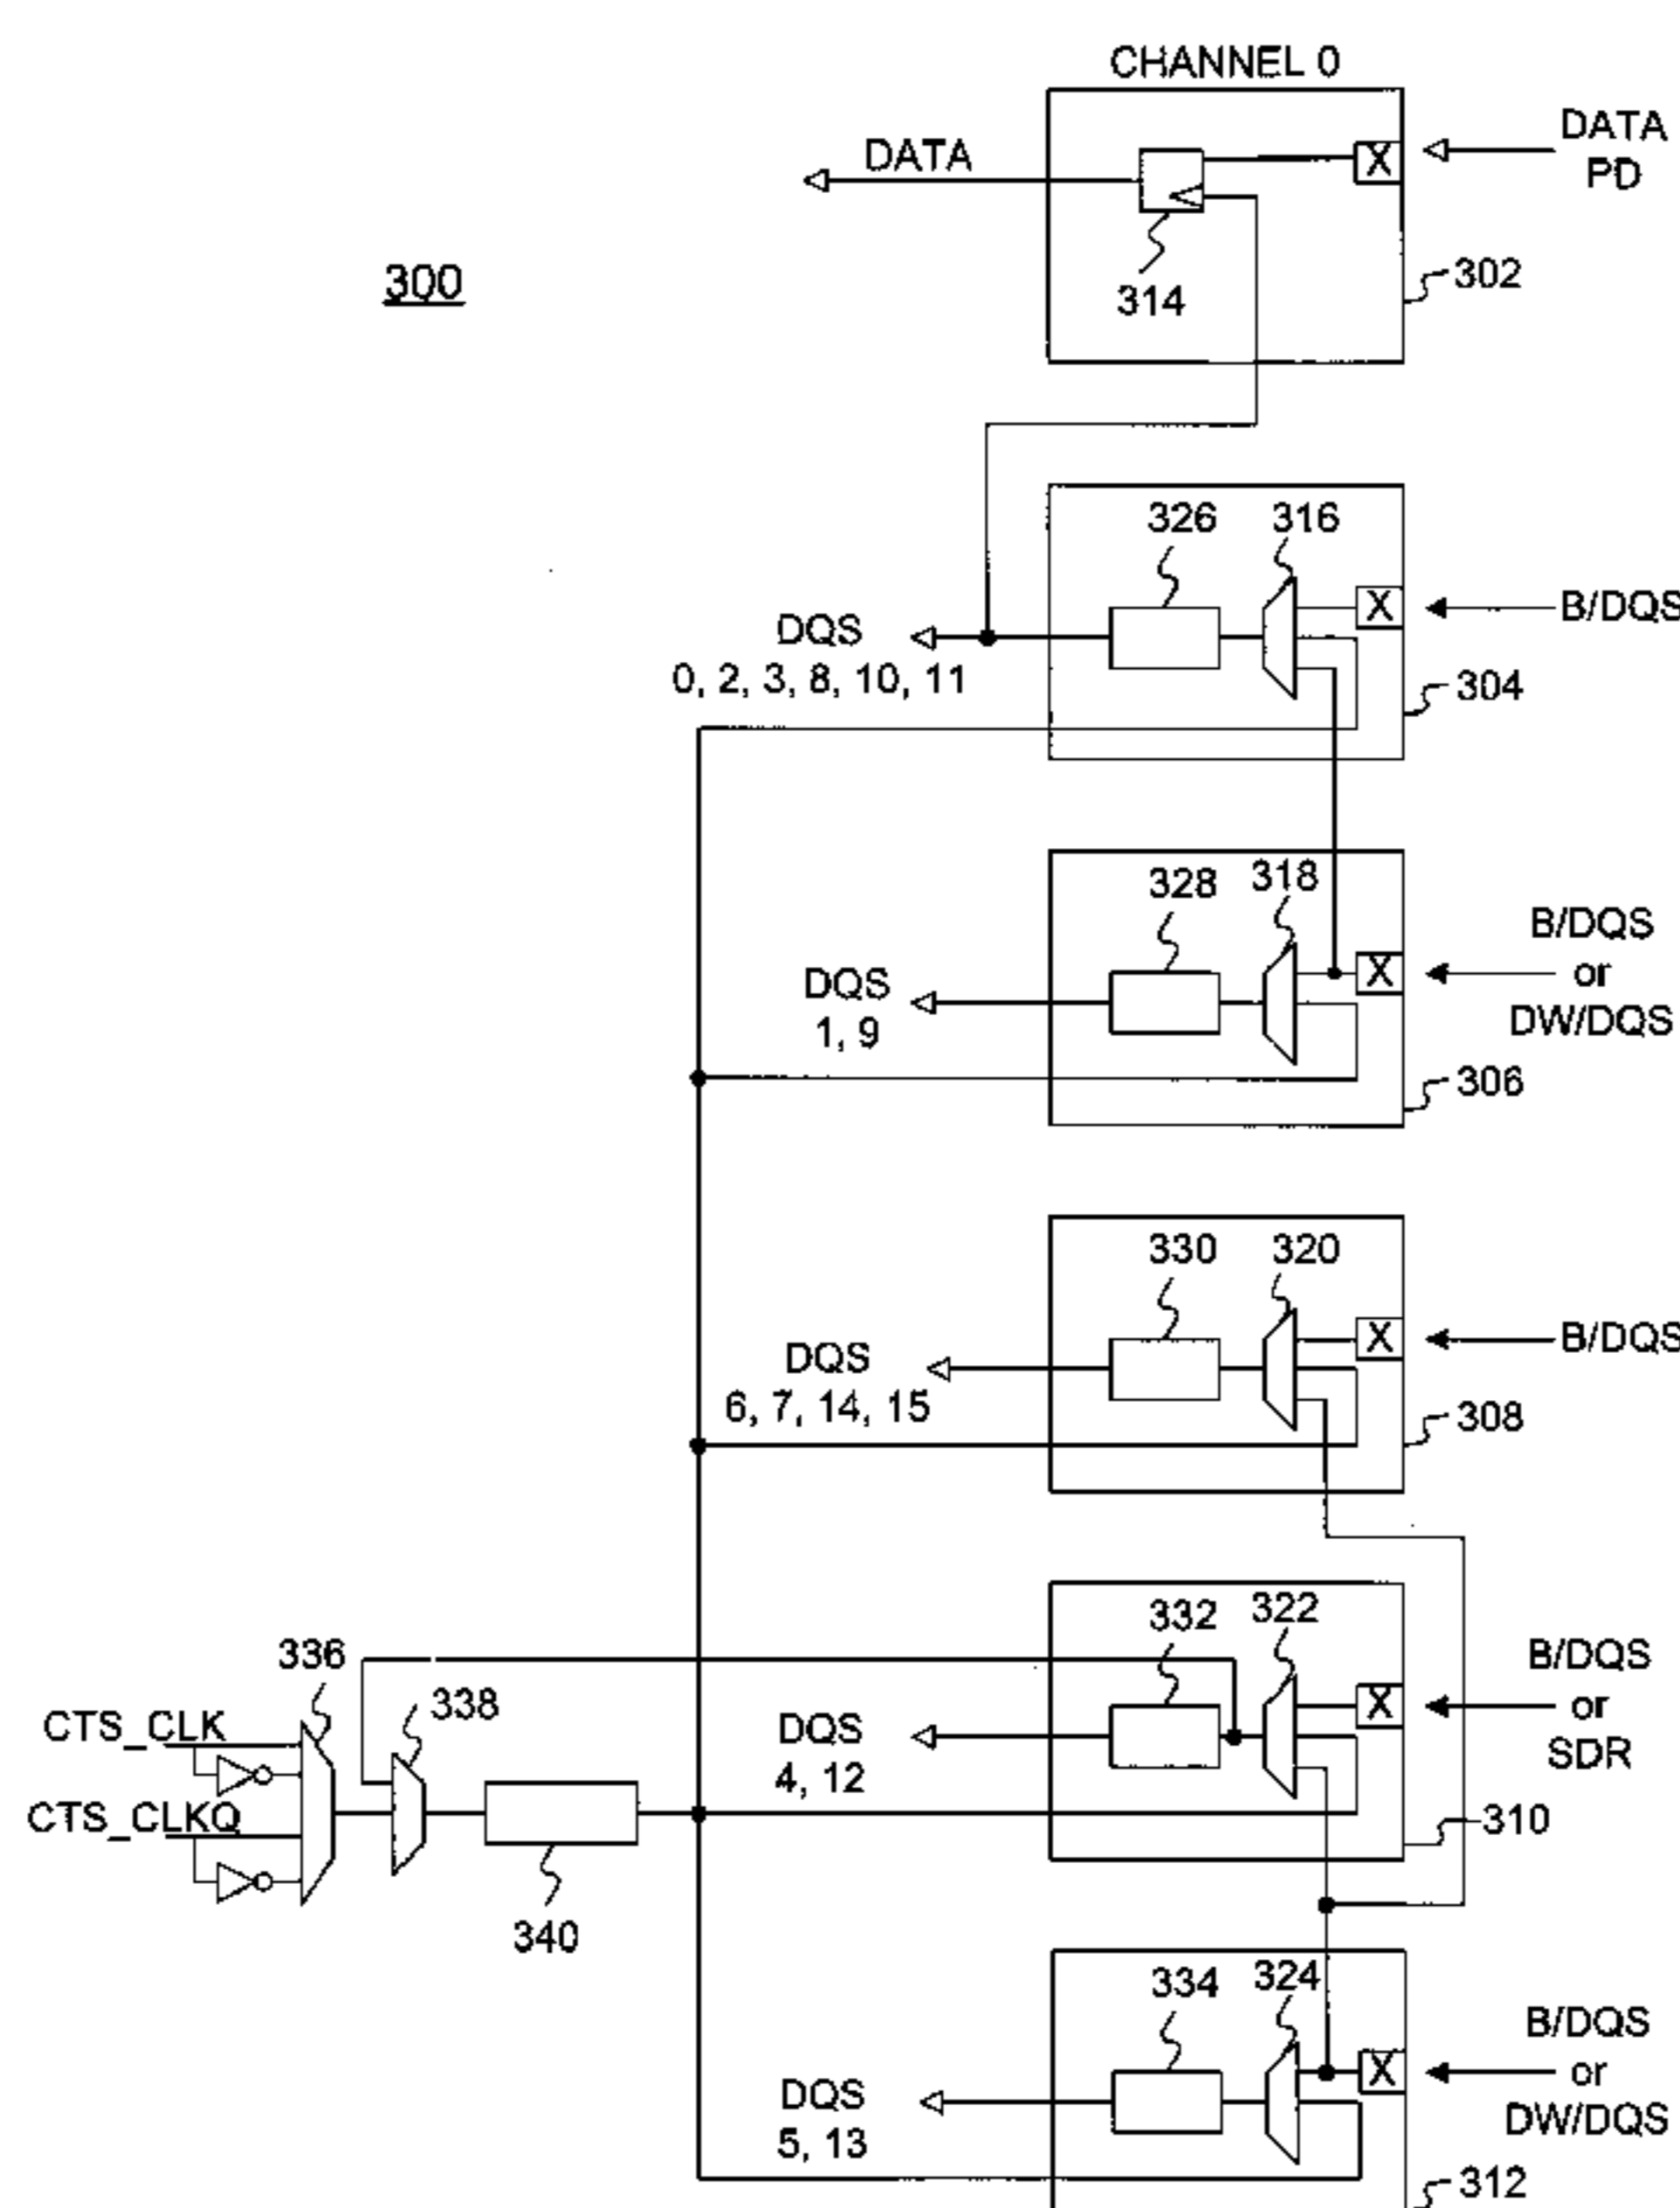 CHANNEL 0
DATA
DATA
PD
300
302
314
326
316
DQS
0, 2, 3, 8, 10, 11
B/DQS
304
328
318
DQS
1, 9
B/DQS
or
DW/DQS
306
330
320
DQS
6, 7, 14, 15
B/DQS
308
332
322
336
338
CTS_CLK
CTS_CLKQ
340
DQS
4, 12
B/DQS
or
SDR
310
334
324
DQS
5, 13
B/DQS
or
DW/DQS
312
X
X
X
X
X
X